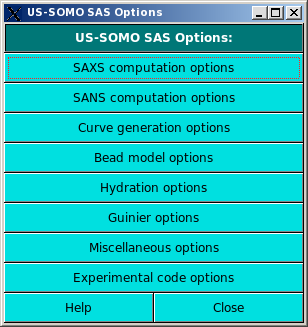 US-SOMO SAS Options
US-SOMO SAS Options:
SAXS computation options
SANS computation options
Curve generation options
Bead model options
Hydration options
Guinier options
Miscellaneous options
Experimental code options
Help Close